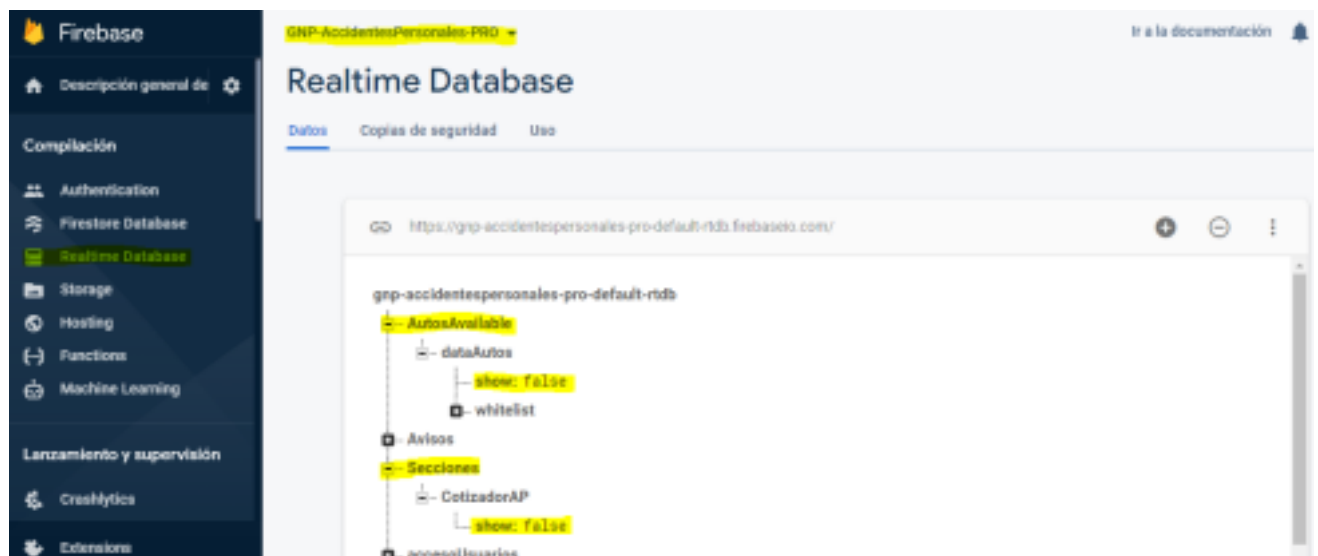 Firebase
Descripción general de
Compilación
Authentication
Firestore Database
Realtime Database
Storage
Hosting
Functions
Machine Learning
Lanzamiento y supervisión
Crashlytics
Extensions
GNP-AccidentesPersonales-PRO
Ir a la documentación
Realtime Database
Datos Copias de seguridad Uso
https://gnp-accidentespersonales-pro-default-rtdb.firebaseio.com/
gnp-accidentespersonales-pro-default-rtdb
AutosAvailable
dataAutos
show: false
whitelist
Avisos
Secciones
CotizadorAP
show: false
accesoUsuarios